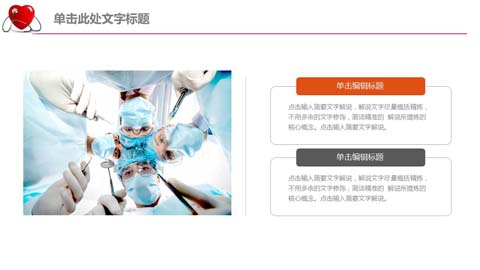 单击此处文字标题
单击编辑标题
点击输入简要文字解说，解说文字尽量概括精炼，
不用多余的文字修饰，简洁精准的 解说所提炼的
核心概念。点击输入简要文字解说。
单击编辑标题
点击输入简要文字解说，解说文字尽量概括精炼，
不用多余的文字修饰，简洁精准的 解说所提炼的
核心概念。点击输入简要文字解说。